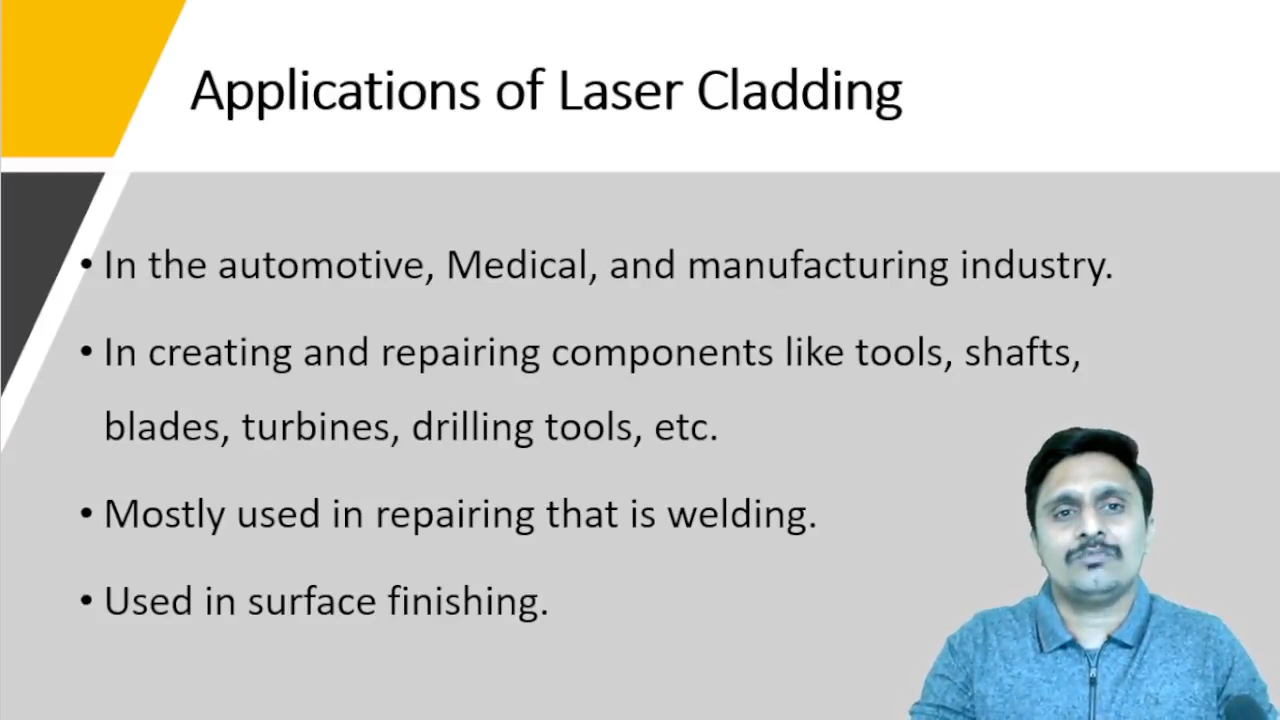 Applications of Laser Cladding
• In the automotive, Medical, and manufacturing industry.
• In creating and repairing components like tools, shafts,
blades, turbines, drilling tools, etc.
• Mostly used in repairing that is welding.
• Used in surface finishing.